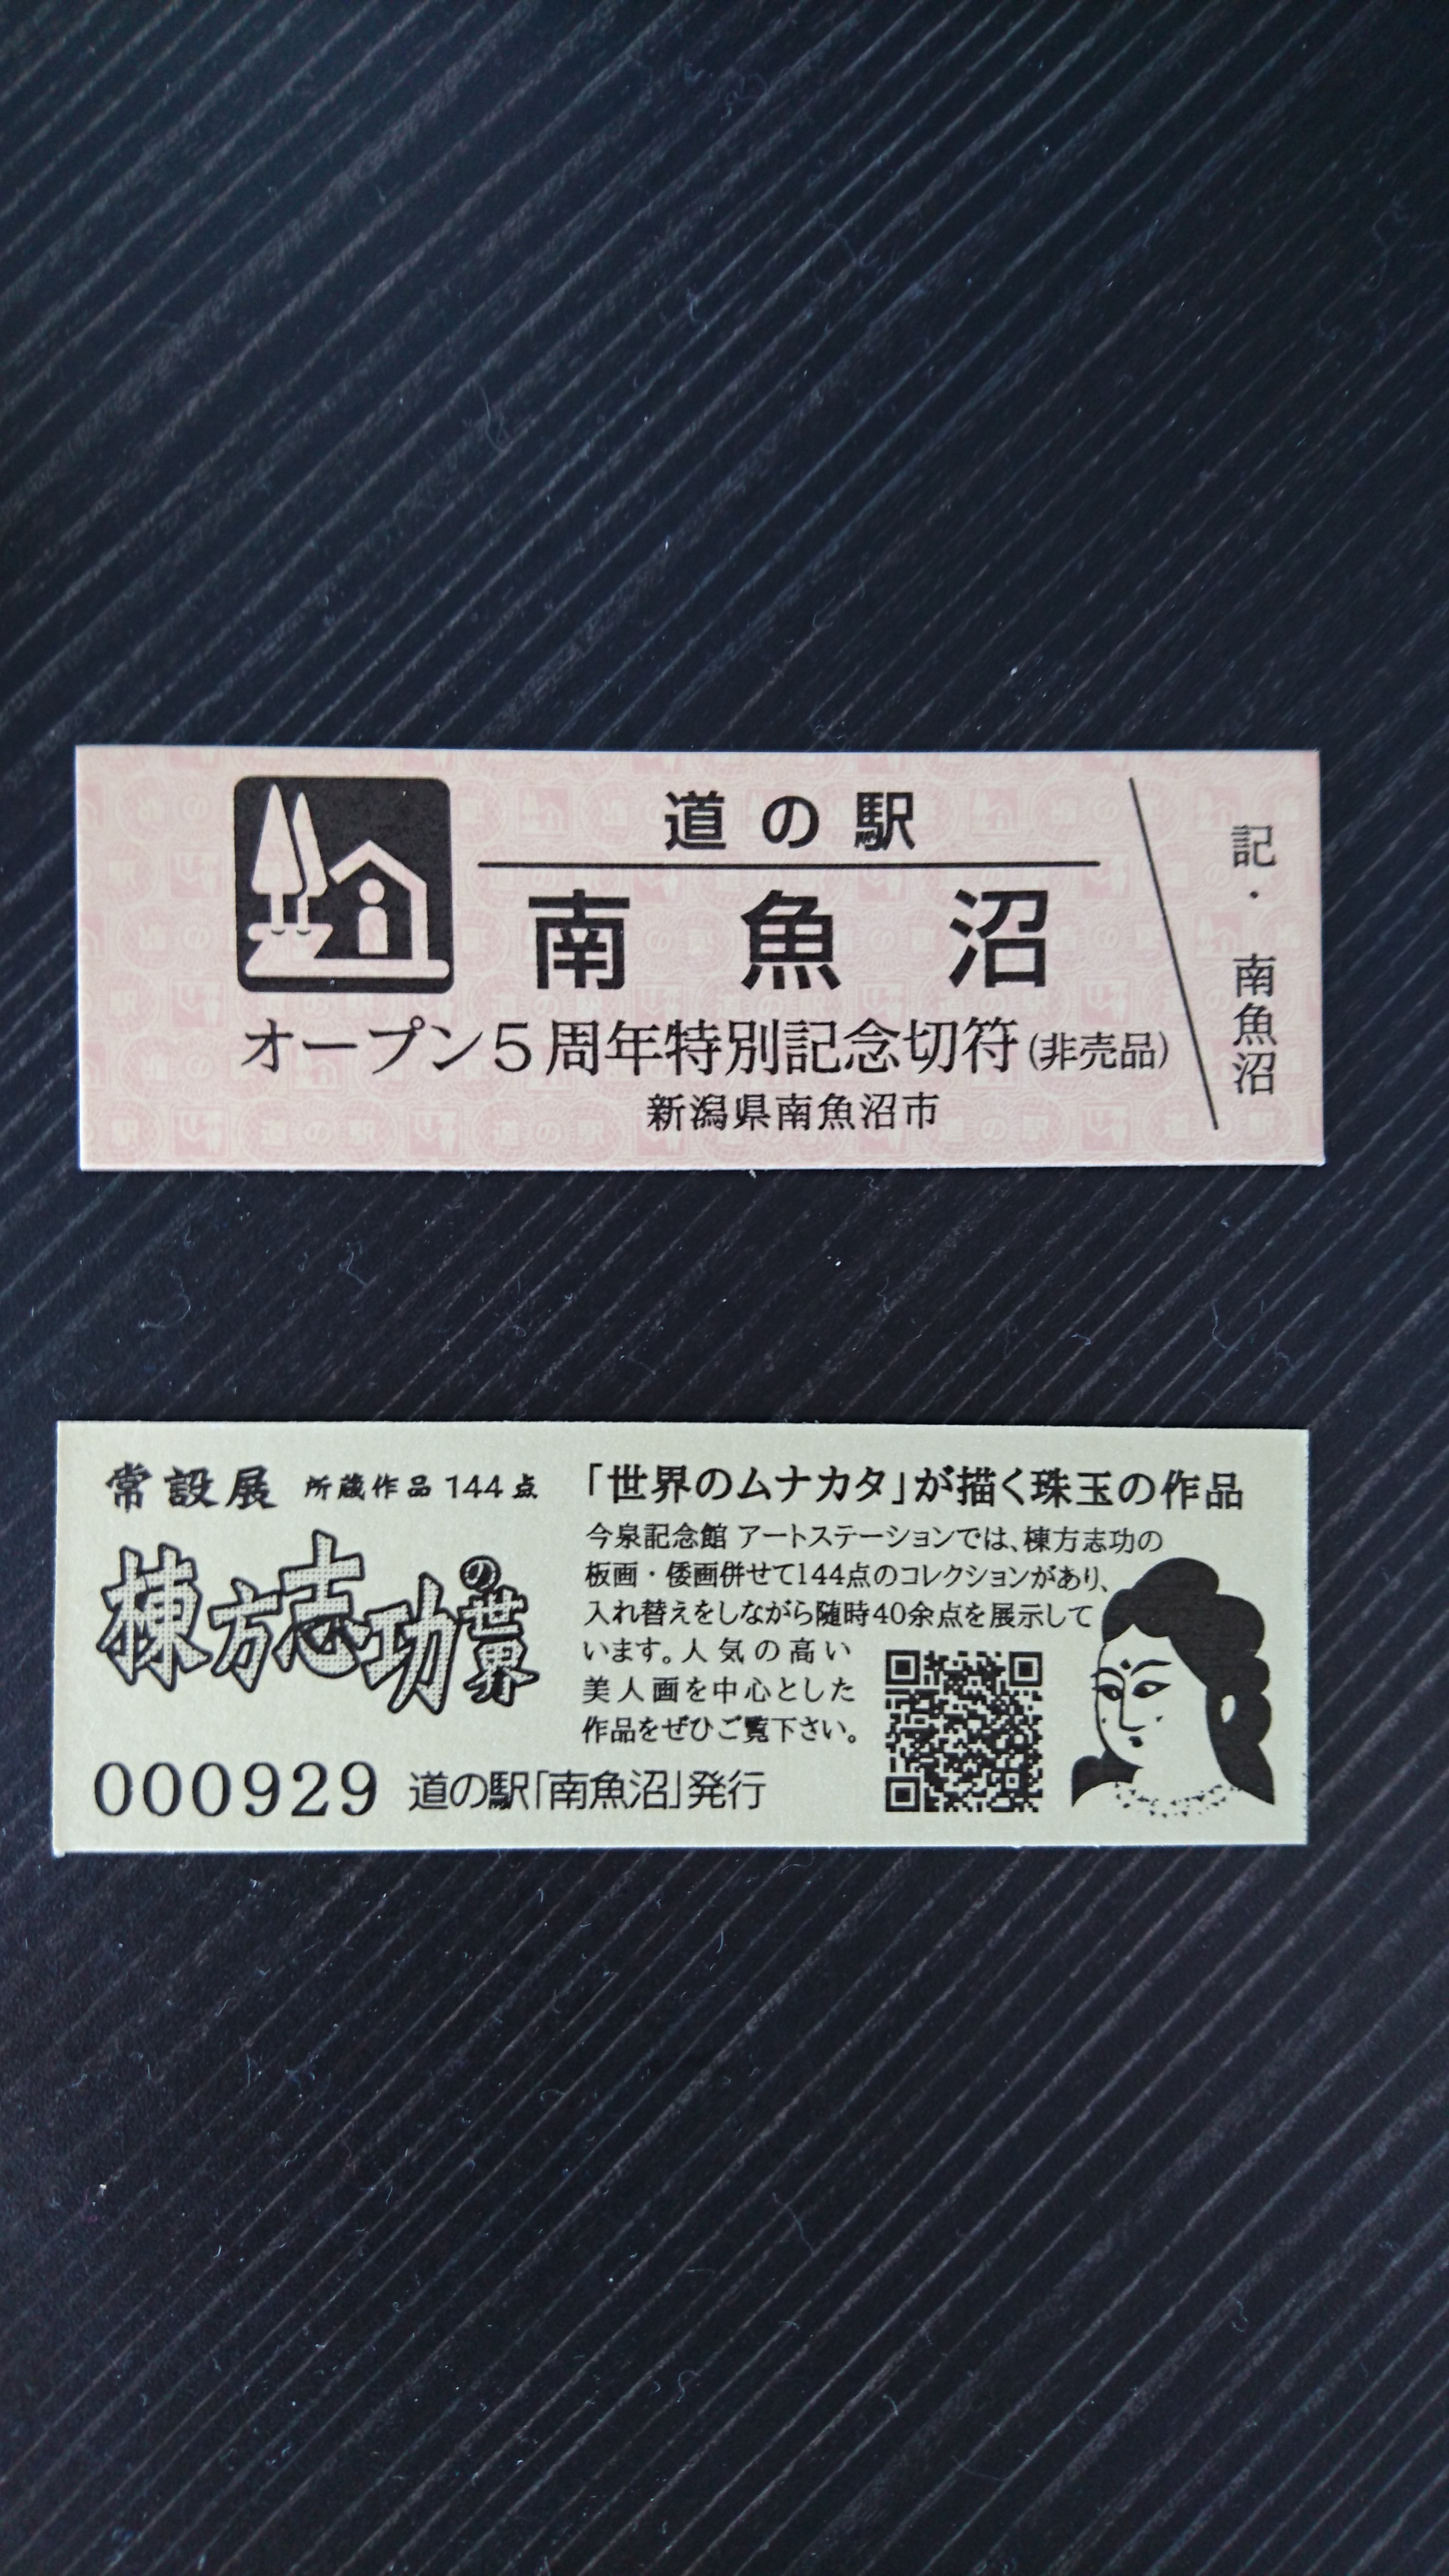 道の駅
南魚沼
オープン5周年特別記念切符(非売品)
新潟県南魚沼市
記・南魚沼
常設展 所蔵作品144点
棟方志功の世界
「世界のムナカタ」が描く珠玉の作品
今泉記念館 アートステーションでは、棟方志功の
板画・倭画併せて144点のコレクションがあり、
入れ替えをしながら随時40余点を展示して
います。人気の高い
美人画を中心とした
作品をぜひご覧下さい。
000929 道の駅「南魚沼」発行